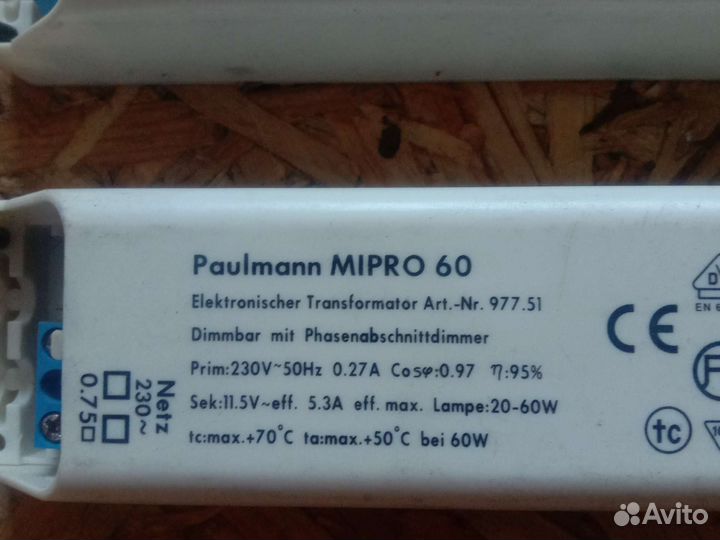 Paulmann MIPRO 60
Elektronischer Transformator Art.-Nr. 977.51
Dimmbar mit Phasenabschnittdimmer
Prim:230V~50Hz 0.27A Cosφ:0.97 η:95%
Sek:11.5V~eff. 5.3A eff. max. Lampe:20-60W
tc:max.+70°C ta:max.+50°C bei 60W
Netz
230~
0.75
CE
D
EN
F
tc
10
Avito